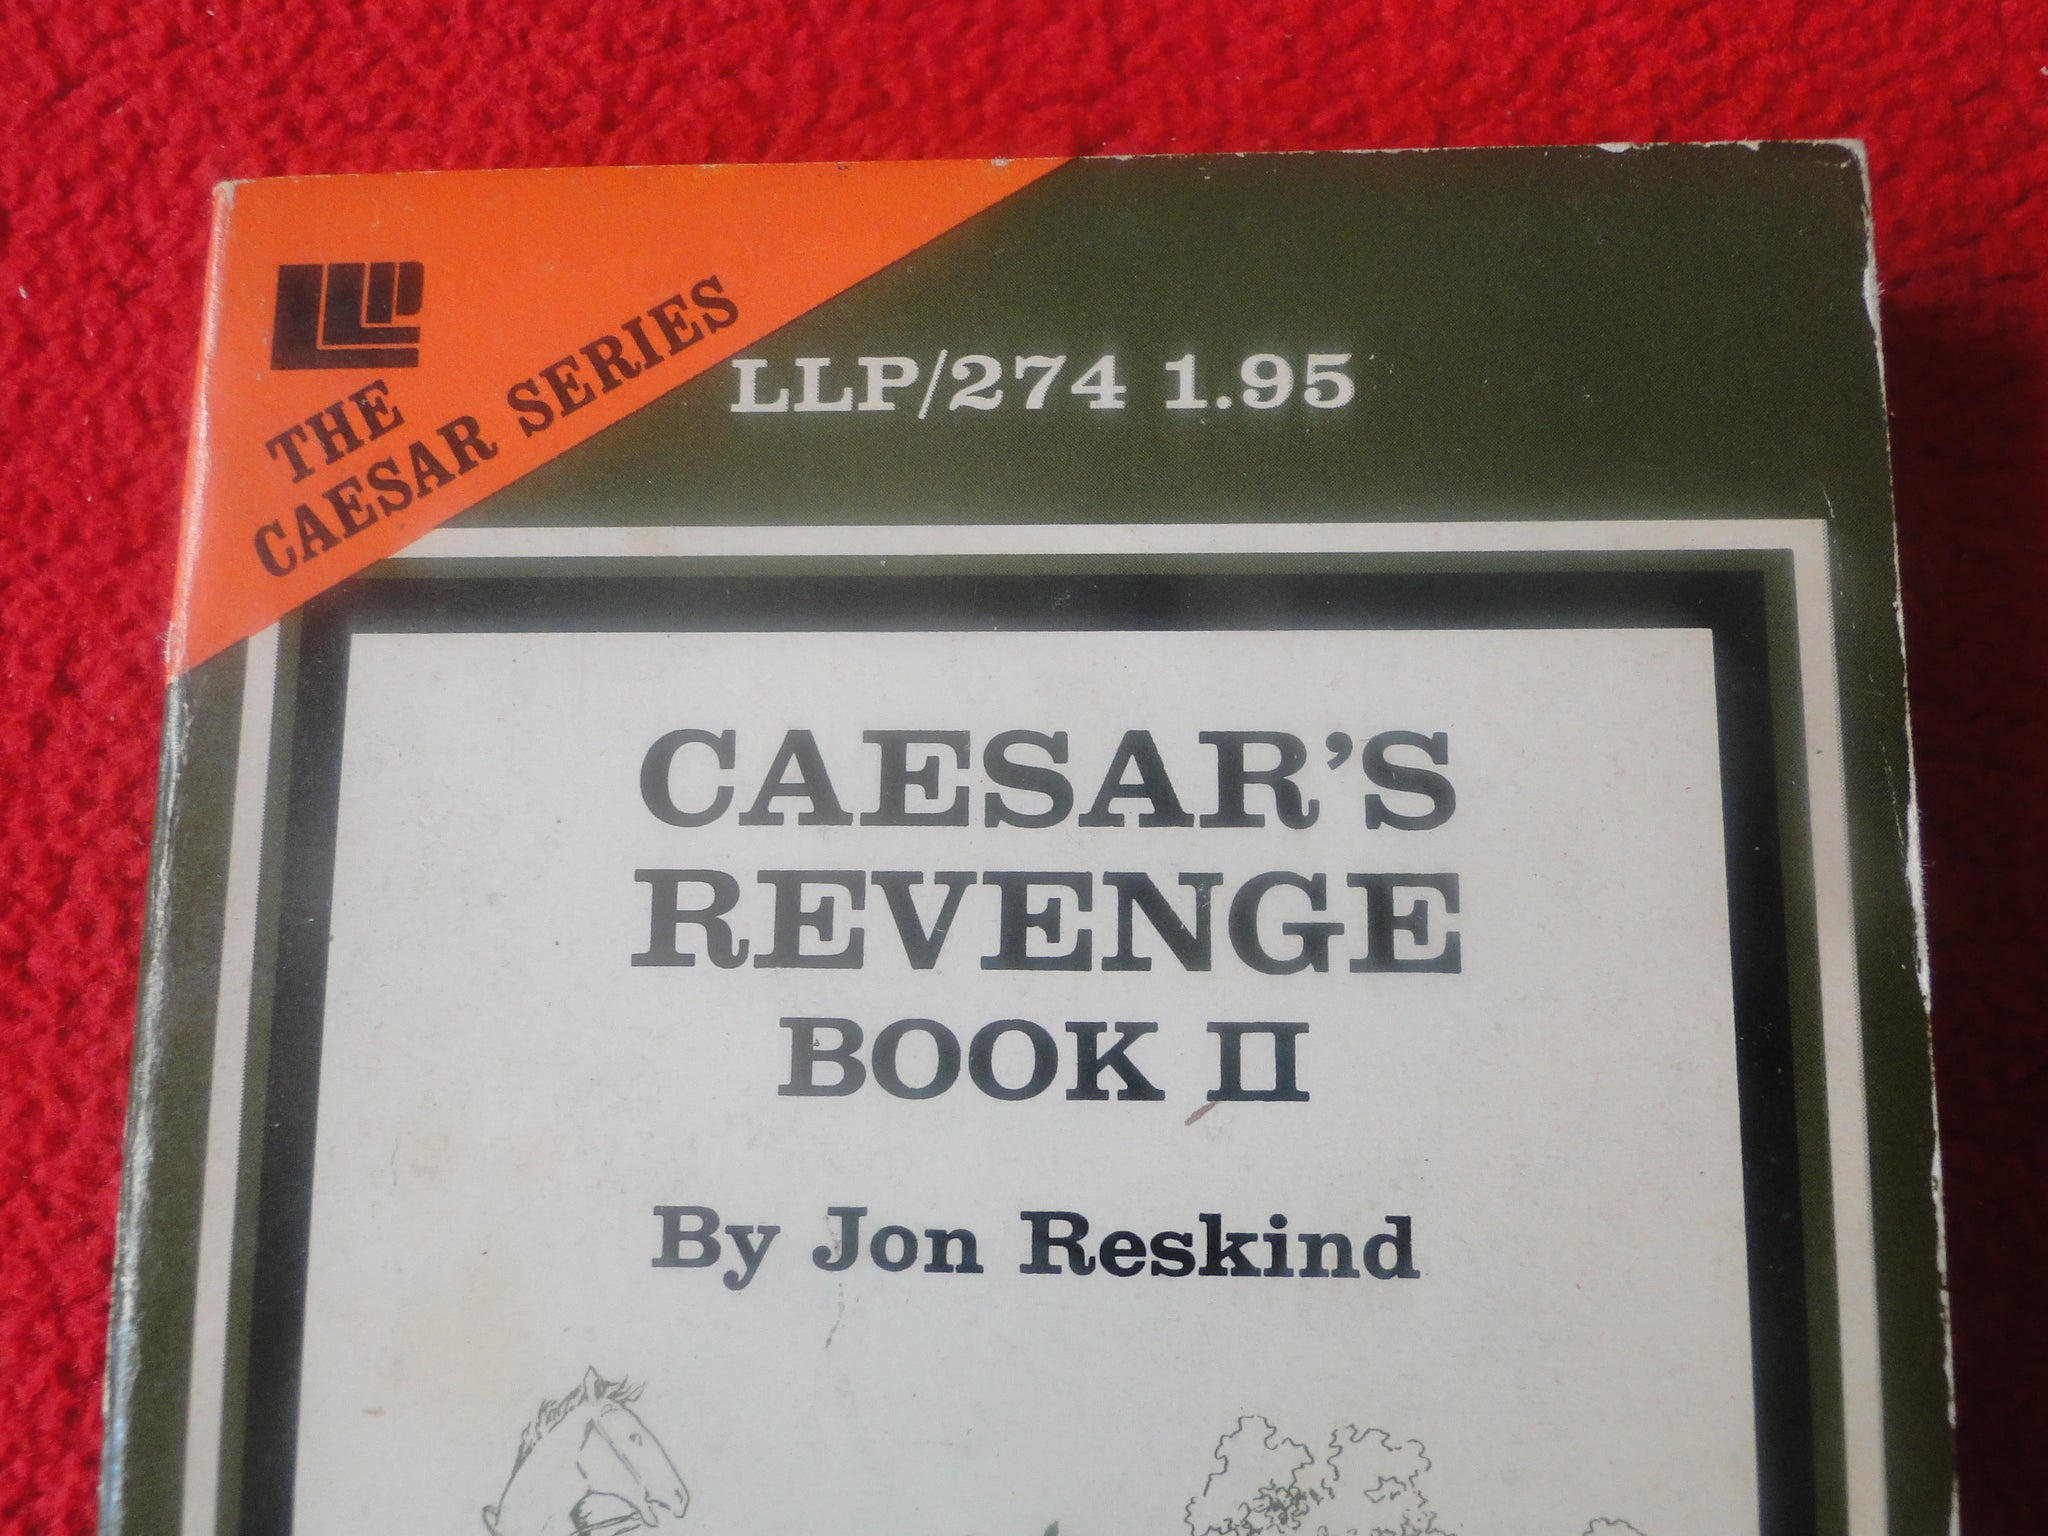 LLP
THE
CAESAR SERIES
LLP/274 1.95
CAESAR'S
REVENGE
BOOK II
By Jon Reskind